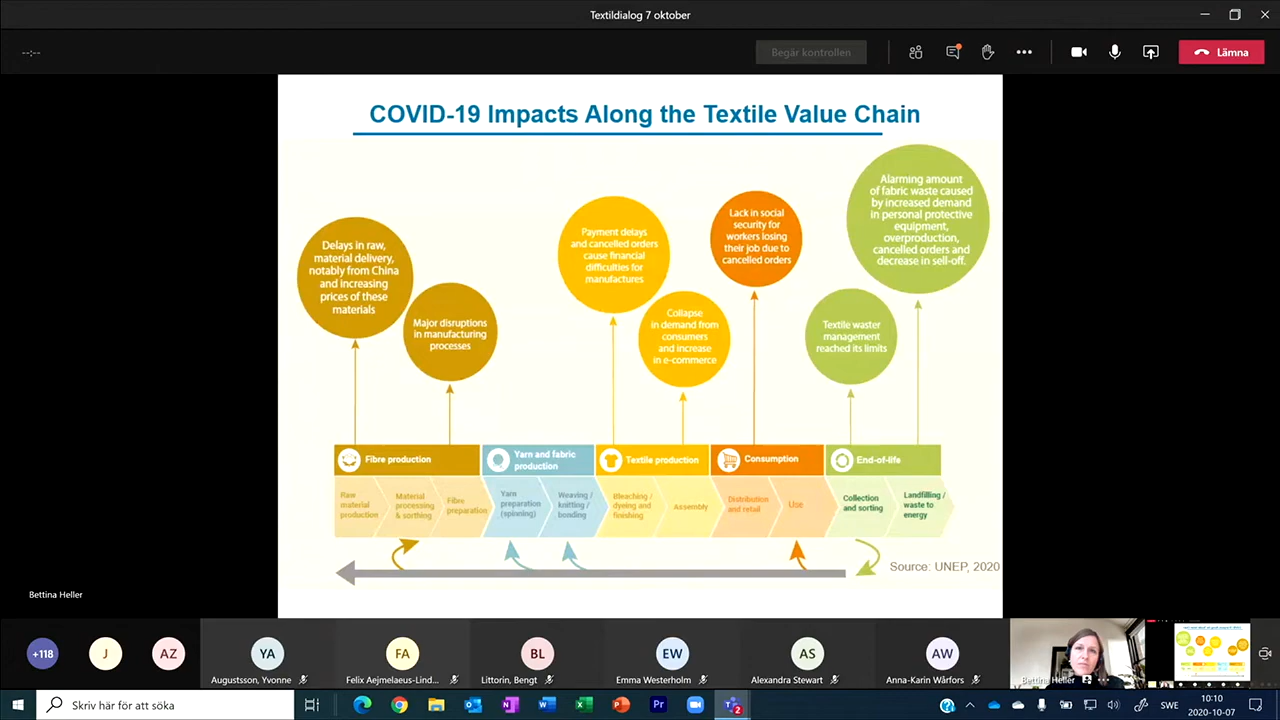 Textildialog 7 oktober
--:--
Begär kontrollen
Lämna
COVID-19 Impacts Along the Textile Value Chain
Delays in raw,
material delivery,
notably from China
and increasing
prices of these
materials
Major disruptions
in manufacturing
processes
Payment delays
and cancelled orders
cause financial
difficulties for
manufactures
Collapse
in demand from
consumers
and increase
in e-commerce
Lack in social
security for
workers losing
their job due to
cancelled orders
Textile waster
management
reached its limits
Alarming amount
of fabric waste caused
by increased demand
in personal protective
equipment,
overproduction,
cancelled orders and
decrease in sell-off.
Fibre production
Yarn and fabric
production
Textile production
Consumption
End-of-life
Raw
material
production
Material
processing
& sorthing
Fibre
preparation
Yarn
preparation
(spinning)
Weaving /
knitting /
bonding
Bleaching /
dyeing and
finishing
Assembly
Distribution
and retail
Use
Collection
and sorting
Landfilling /
waste to
energy
Source: UNEP, 2020
Bettina Heller
+118
J
AZ
YA
Augustsson, Yvonne
FA
Felix Aejmelaeus-Lind...
BL
Littorin, Bengt
EW
Emma Westerholm
AS
Alexandra Stewart
AW
Anna-Karin Wårfors
Bettina Heller
Skriv här för att söka
SWE
10:10
2020-10-07